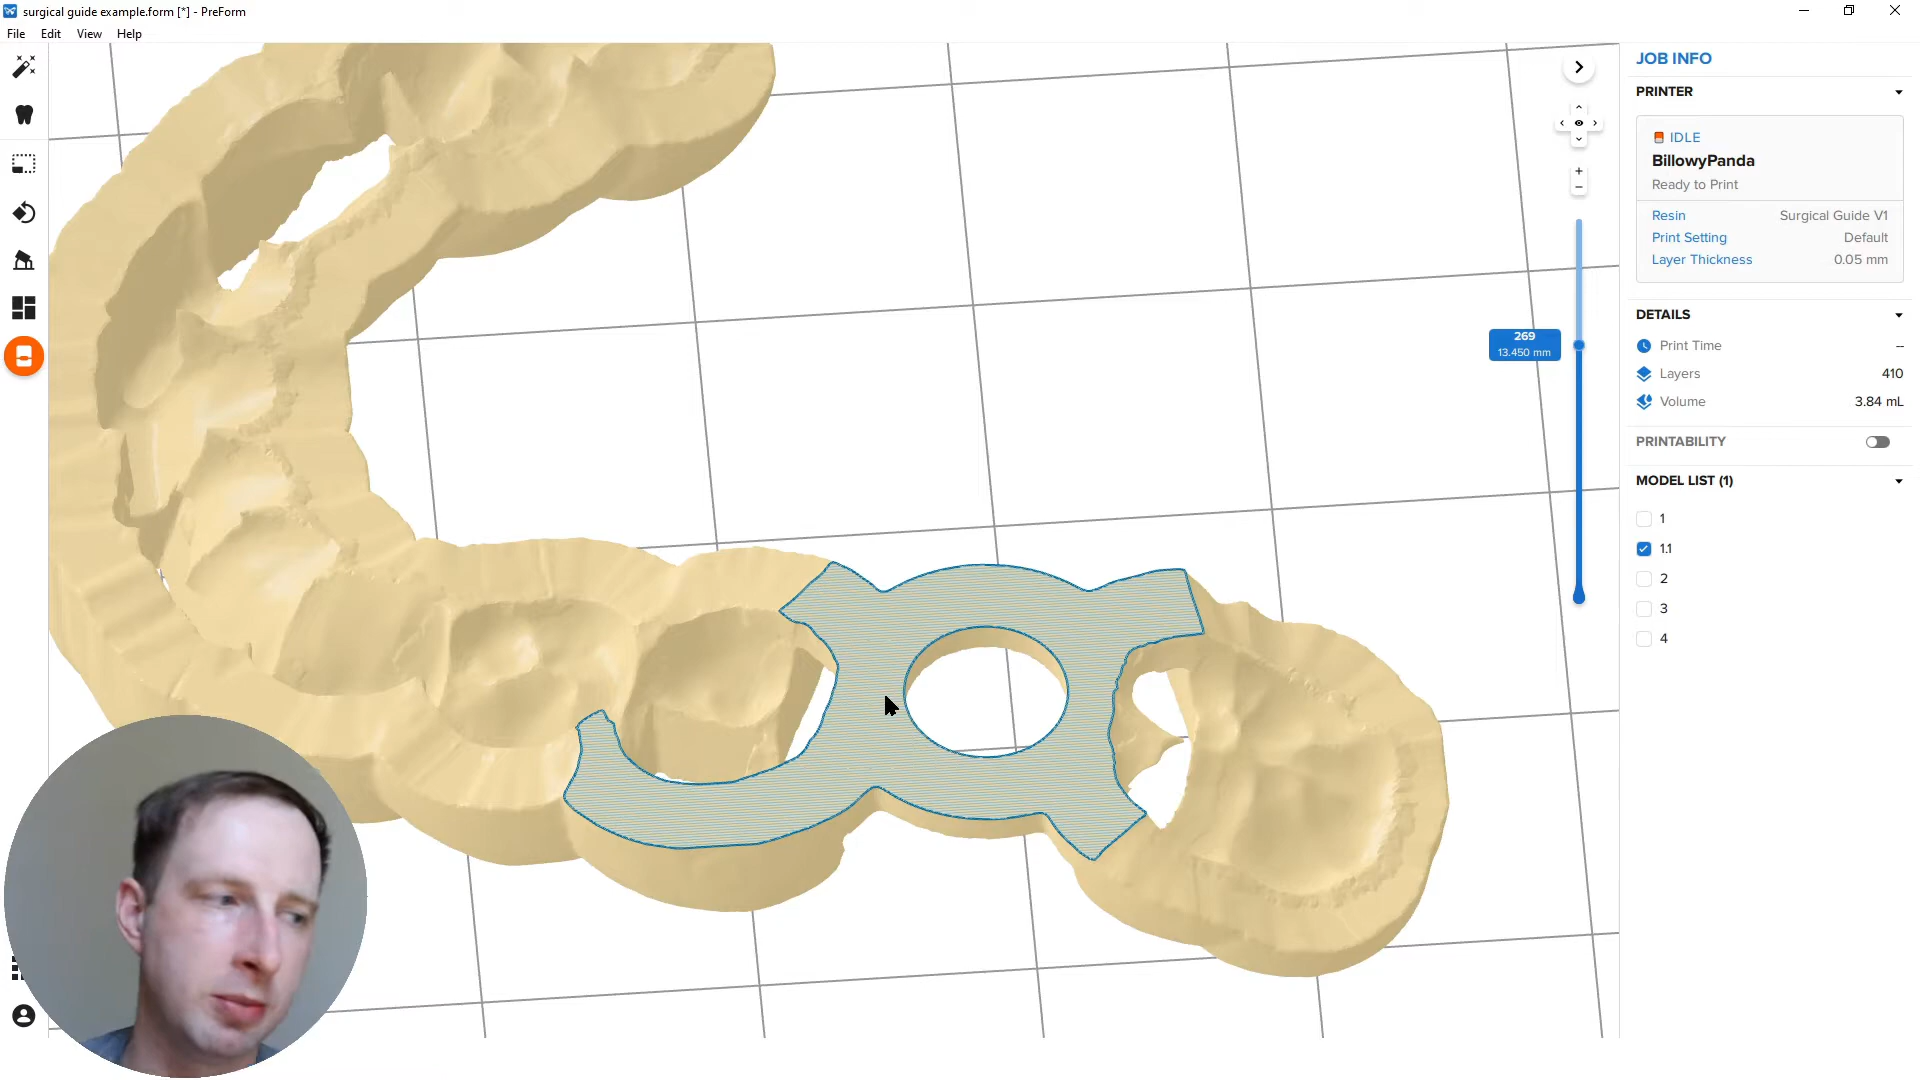 surgical guide example.form [*] - PreForm
File Edit View Help
JOB INFO
PRINTER
IDLE
BillowyPanda
Ready to Print
Resin Surgical Guide V1
Print Setting Default
Layer Thickness 0.05 mm
269
13.450 mm
DETAILS
Print Time --
Layers 410
Volume 3.84 mL
PRINTABILITY
MODEL LIST (1)
1
1.1
2
3
4